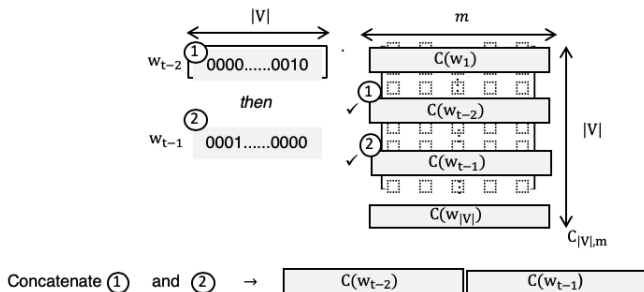 |V|
m
w_{t−2} ① 0000......0010 · C(w₁)
then
① ✓ C(w_{t−2})
|V|
② w_{t−1} 0001......0000
② ✓ C(w_{t−1})
C(w_{|V|})
C_{|V|,m}
Concatenate ① and ② → C(w_{t−2}) C(w_{t−1})